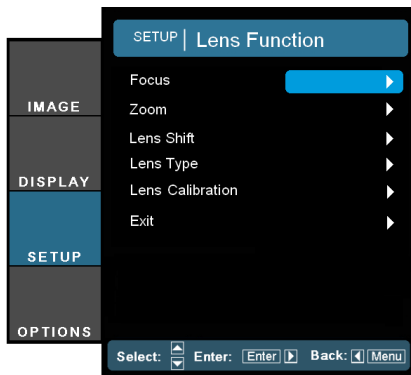 SETUP | Lens Function
Focus
Zoom
Lens Shift
Lens Type
Lens Calibration
Exit
IMAGE
DISPLAY
SETUP
OPTIONS
Select: Enter: Enter Back: Menu